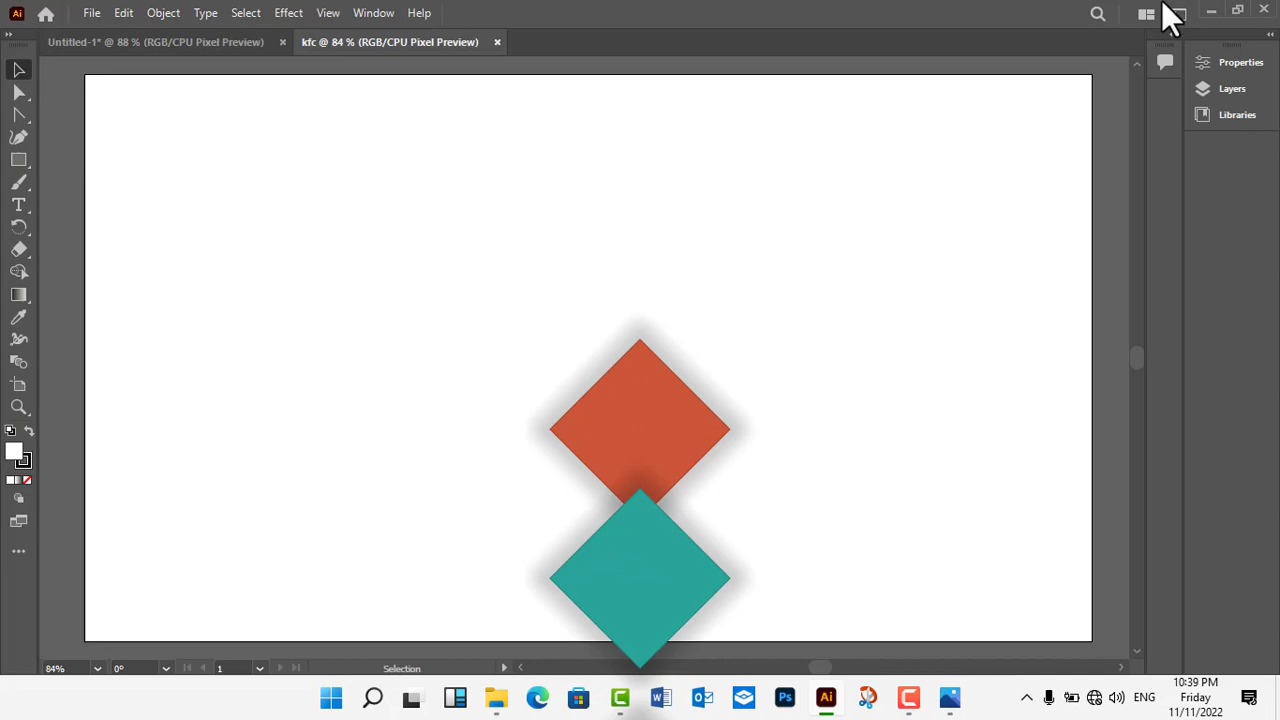 Ai File Edit Object Type Select Effect View Window Help
Untitled-1* @ 88 % (RGB/CPU Pixel Preview) × kfc @ 84 % (RGB/CPU Pixel Preview) ×
Properties
Layers
Libraries
84% 0° 1 Selection
Ps Ai ENG
10:39 PM
Friday
11/11/2022